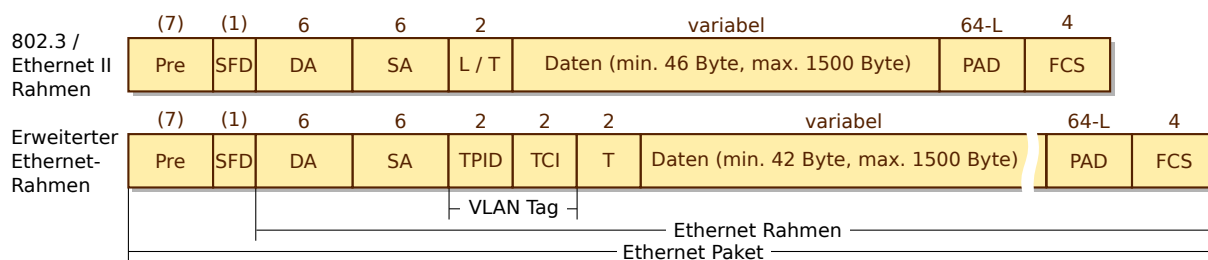 (7) (1) 6 6 2 variabel 64-L 4
802.3 /
Ethernet II
Rahmen
Pre SFD DA SA L / T Daten (min. 46 Byte, max. 1500 Byte) PAD FCS
(7) (1) 6 6 2 2 2 variabel 64-L 4
Erweiterter
Ethernet-
Rahmen
Pre SFD DA SA TPID TCI T Daten (min. 42 Byte, max. 1500 Byte) PAD FCS
VLAN Tag
Ethernet Rahmen
Ethernet Paket